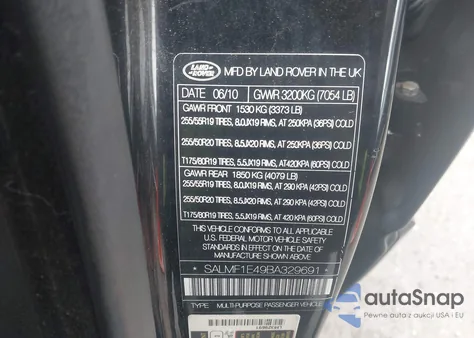 LAND ROVER MFD BY LAND ROVER IN THE UK
DATE 06/10 GVWR 3200KG (7054 LB)
GAWR FRONT 1530 KG (3373 LB)
255/55R19 TIRES, 8.0JX19 RIMS, AT 250KPA (36PSI) COLD
255/50R20 TIRES, 8.5JX20 RIMS, AT 250KPA (36PSI) COLD
T175/80R19 TIRES, 5.5JX19 RIMS, AT420KPA (60PSI) COLD
GAWR REAR 1850 KG (4079 LB)
255/55R19 TIRES, 8.0JX19 RIMS, AT 290 KPA (42PSI) COLD
255/50R20 TIRES, 8.5JX20 RIMS, AT 290 KPA (42PSI) COLD
T175/80R19 TIRES, 5.5JX19 RIMS, AT 420 KPA (60PSI) COLD
THIS VEHICLE CONFORMS TO ALL APPLICABLE
U.S. FEDERAL MOTOR VEHICLE SAFETY
STANDARDS IN EFFECT ON THE DATE OF
MANUFACTURE SHOWN ABOVE
SALMF1E49BA329691
TYPE MULTI-PURPOSE PASSENGER VEHICLE
autoSnap
Pewne auta z USA